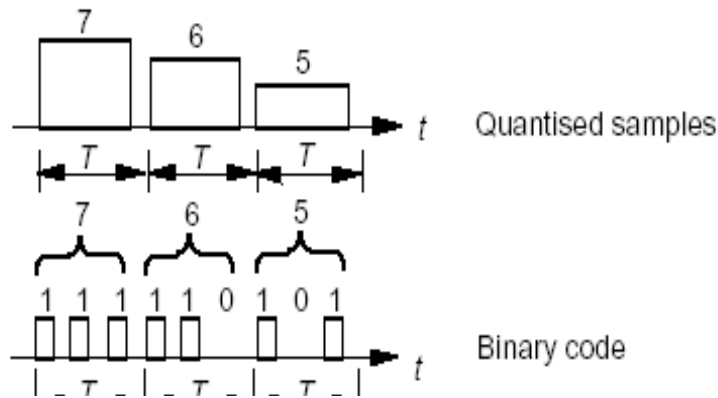 7 6 5
t Quantised samples
T T T
7 6 5
1 1 1 1 1 0 1 0 1
t Binary code
T T T